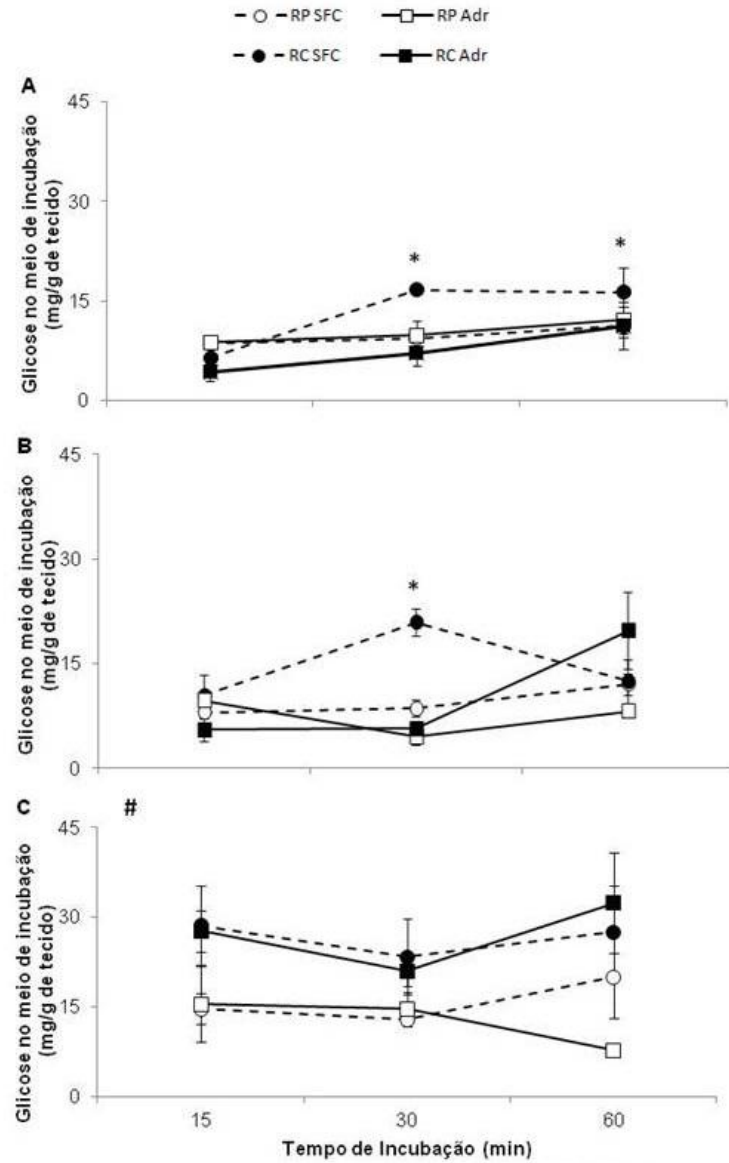 RP SFC RP Adr
RC SFC RC Adr
A
Glicose no meio de incubação
(mg/g de tecido)
45
30
15
0
*
*
B
Glicose no meio de incubação
(mg/g de tecido)
45
30
15
0
*
C
#
Glicose no meio de incubação
(mg/g de tecido)
45
30
15
0
15 30 60
Tempo de Incubação (min)